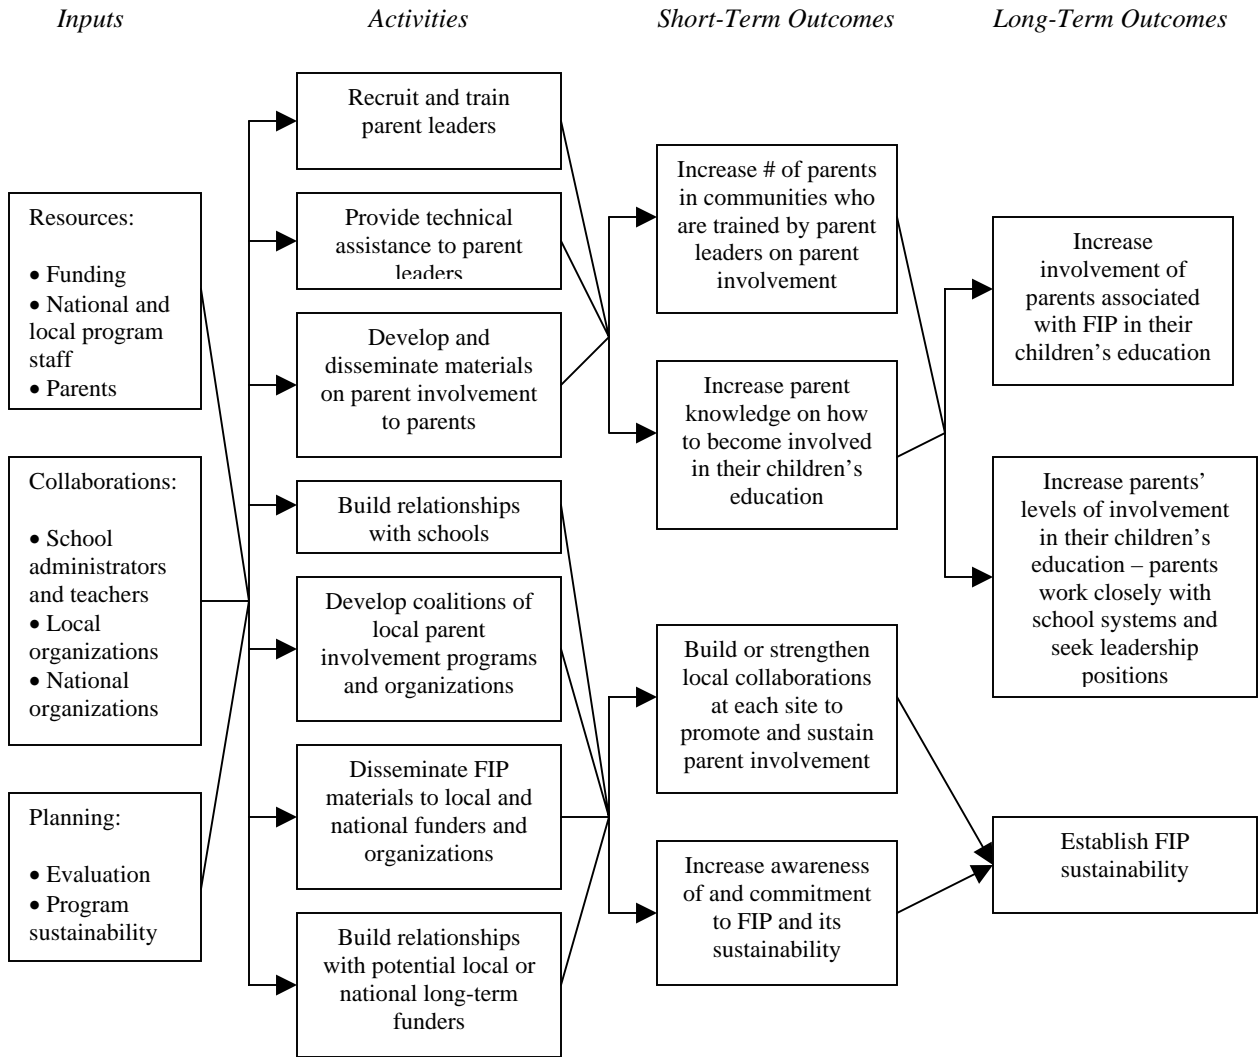 Inputs
Activities
Short-Term Outcomes
Long-Term Outcomes
Resources:
• Funding
• National and
local program
staff
• Parents
Collaborations:
• School
administrators
and teachers
• Local
organizations
• National
organizations
Planning:
• Evaluation
• Program
sustainability
Recruit and train
parent leaders
Provide technical
assistance to parent
leaders
Develop and
disseminate materials
on parent involvement
to parents
Build relationships
with schools
Develop coalitions of
local parent
involvement programs
and organizations
Disseminate FIP
materials to local and
national funders and
organizations
Build relationships
with potential local or
national long-term
funders
Increase # of parents
in communities who
are trained by parent
leaders on parent
involvement
Increase parent
knowledge on how
to become involved
in their children's
education
Build or strengthen
local collaborations
at each site to
promote and sustain
parent involvement
Increase awareness
of and commitment
to FIP and its
sustainability
Increase
involvement of
parents associated
with FIP in their
children's education
Increase parents'
levels of involvement
in their children's
education – parents
work closely with
school systems and
seek leadership
positions
Establish FIP
sustainability